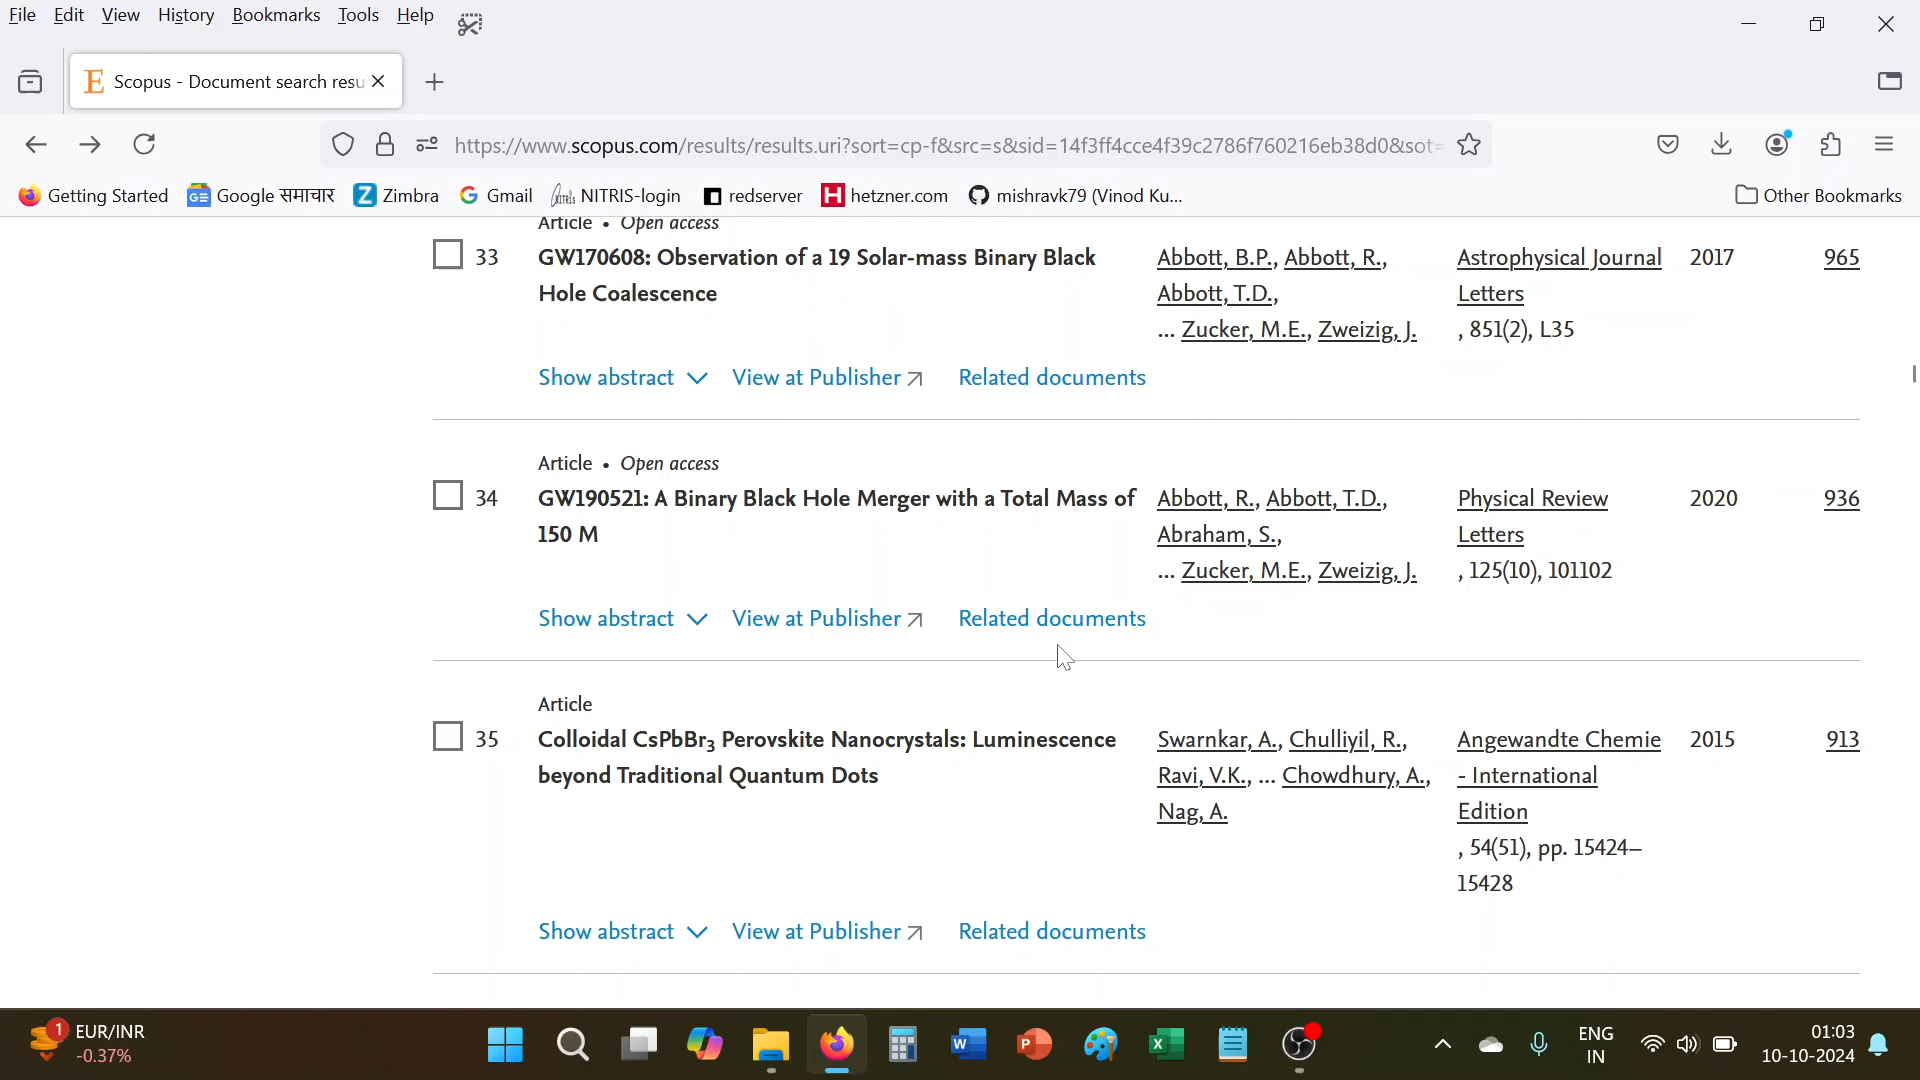 File Edit View History Bookmarks Tools Help
Scopus - Document search resu
https://www.scopus.com/results/results.uri?sort=cp-f&src=s&sid=14f3ff4cce4f39c2786f760216eb38d0&sot=
Getting Started Google समाचार Zimbra Gmail NITRIS-login redserver hetzner.com mishravk79 (Vinod Ku... Other Bookmarks
Article • Open access
33 GW170608: Observation of a 19 Solar-mass Binary Black Abbott, B.P., Abbott, R., Astrophysical Journal 2017 965
Hole Coalescence Abbott, T.D., Letters
... Zucker, M.E., Zweizig, J. , 851(2), L35
Show abstract View at Publisher Related documents
Article • Open access
34 GW190521: A Binary Black Hole Merger with a Total Mass of Abbott, R., Abbott, T.D., Physical Review 2020 936
150 M Abraham, S., Letters
... Zucker, M.E., Zweizig, J. , 125(10), 101102
Show abstract View at Publisher Related documents
Article
35 Colloidal CsPbBr₃ Perovskite Nanocrystals: Luminescence Swarnkar, A., Chulliyil, R., Angewandte Chemie 2015 913
beyond Traditional Quantum Dots Ravi, V.K., ... Chowdhury, A., - International
Nag, A. Edition
, 54(51), pp. 15424–
15428
Show abstract View at Publisher Related documents
1 EUR/INR ENG 01:03
-0.37% IN 10-10-2024